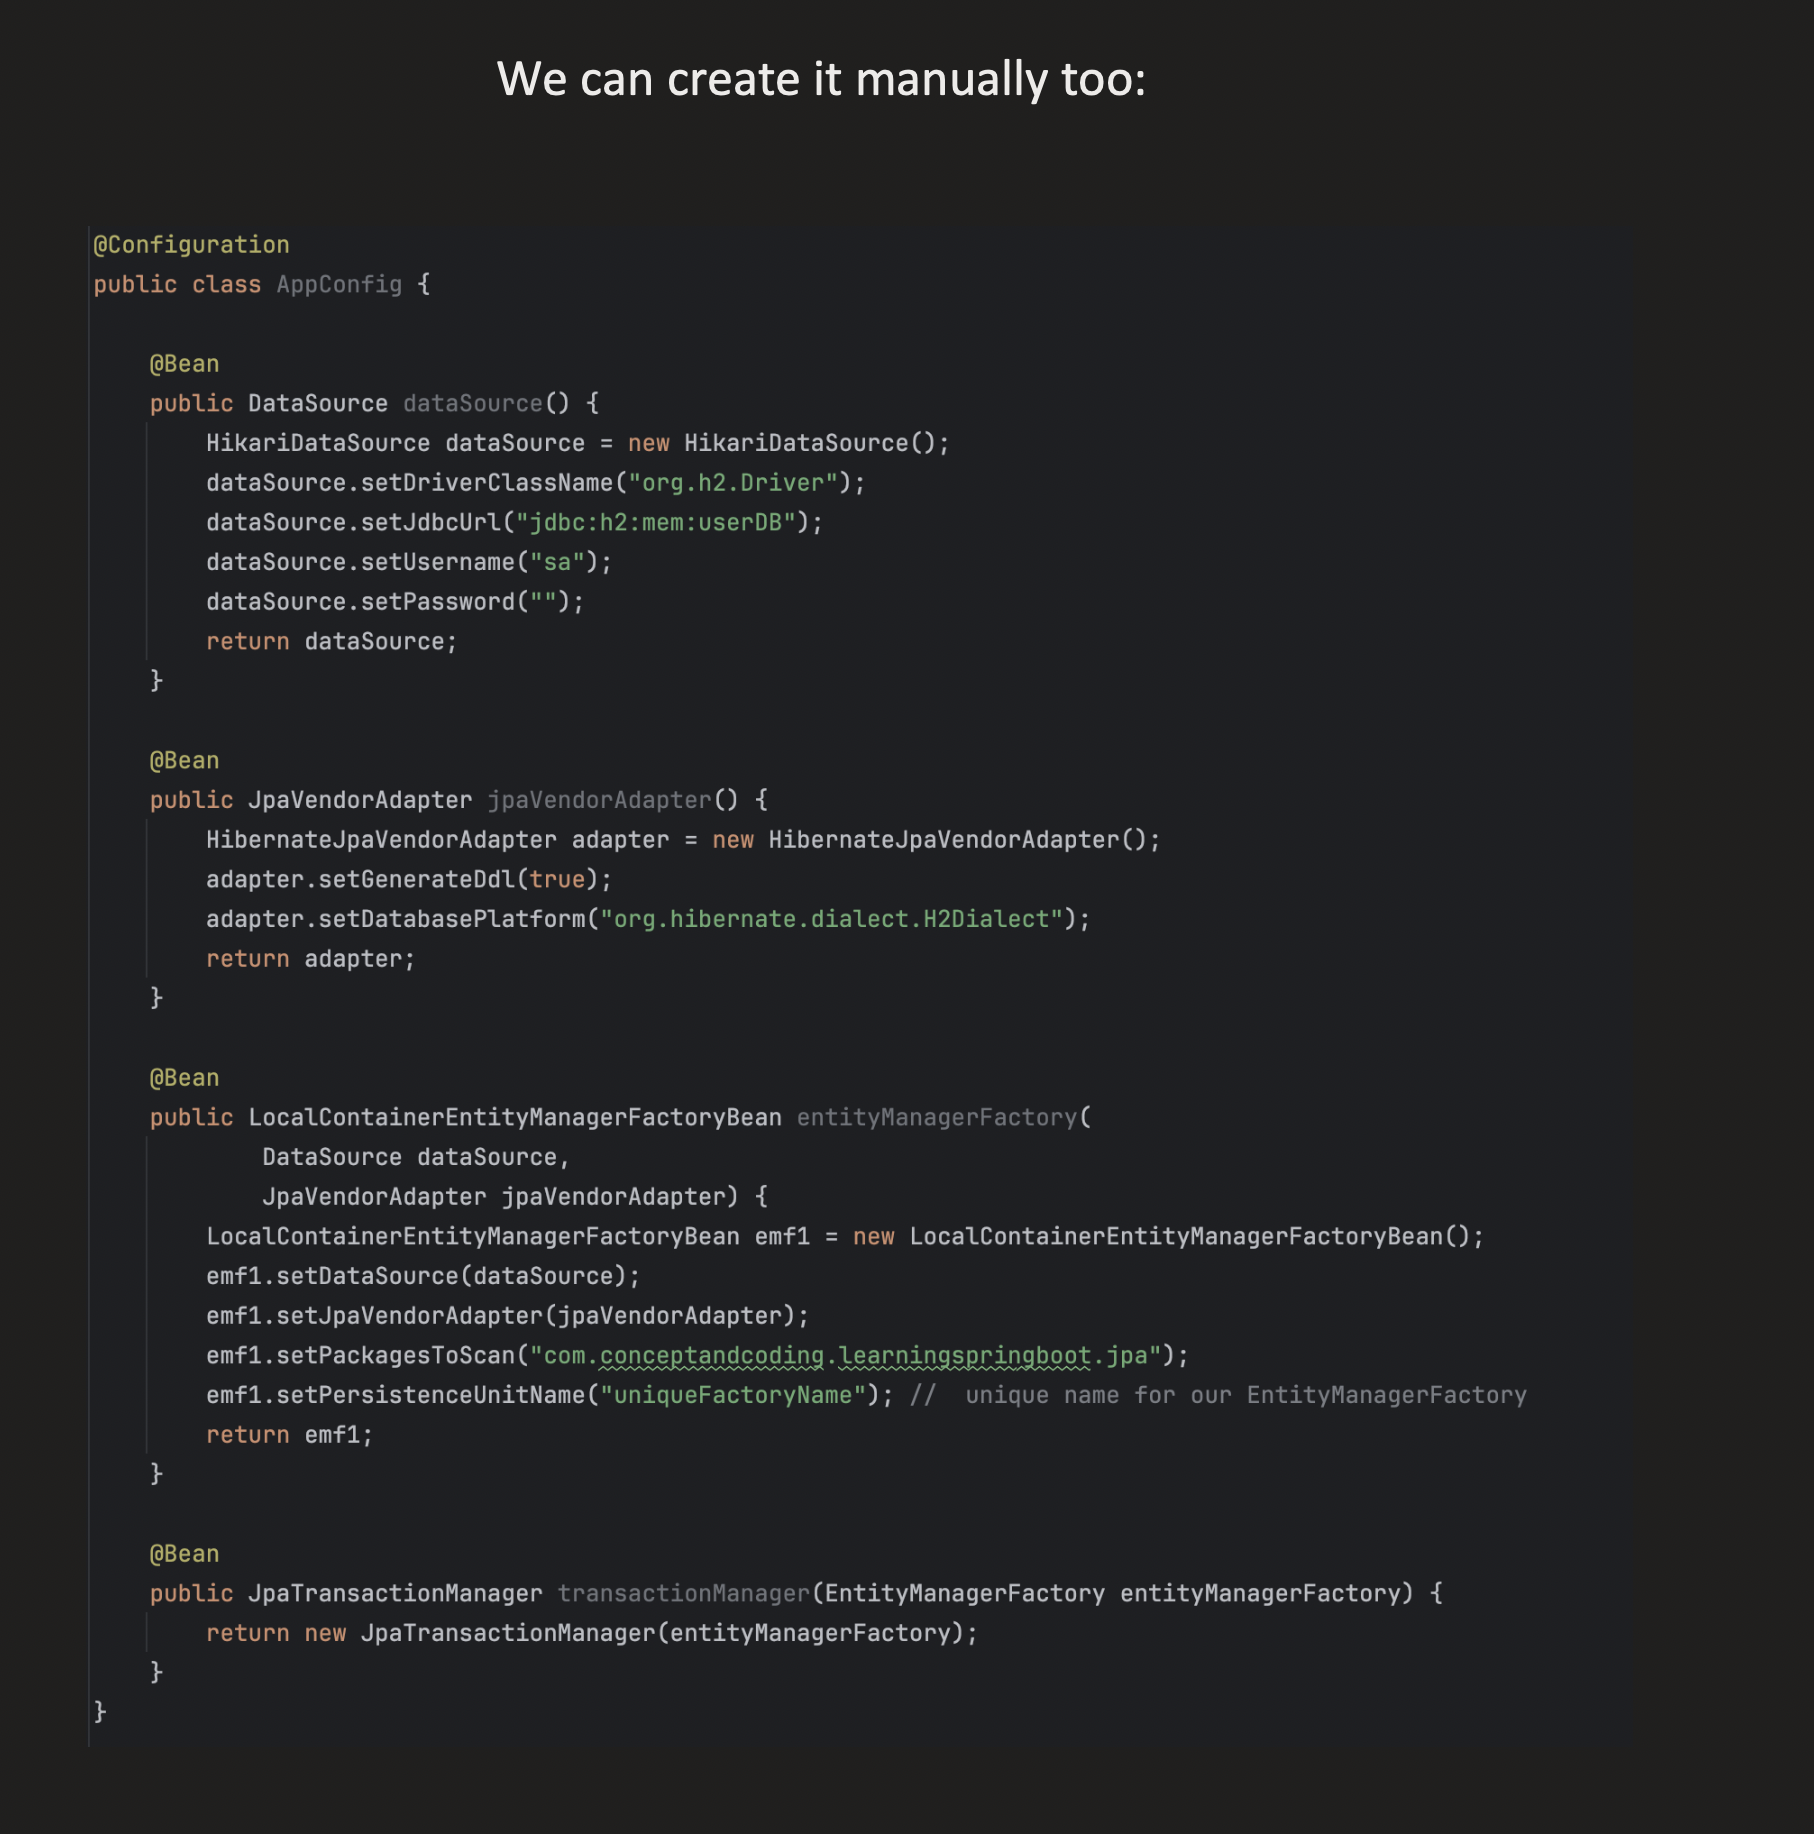 We can create it manually too:
@Configuration
public class AppConfig {
@Bean
public DataSource dataSource() {
HikariDataSource dataSource = new HikariDataSource();
dataSource.setDriverClassName("org.h2.Driver");
dataSource.setJdbcUrl("jdbc:h2:mem:userDB");
dataSource.setUsername("sa");
dataSource.setPassword("");
return dataSource;
}
@Bean
public JpaVendorAdapter jpaVendorAdapter() {
HibernateJpaVendorAdapter adapter = new HibernateJpaVendorAdapter();
adapter.setGenerateDdl(true);
adapter.setDatabasePlatform("org.hibernate.dialect.H2Dialect");
return adapter;
}
@Bean
public LocalContainerEntityManagerFactoryBean entityManagerFactory(
DataSource dataSource,
JpaVendorAdapter jpaVendorAdapter) {
LocalContainerEntityManagerFactoryBean emf1 = new LocalContainerEntityManagerFactoryBean();
emf1.setDataSource(dataSource);
emf1.setJpaVendorAdapter(jpaVendorAdapter);
emf1.setPackagesToScan("com.conceptandcoding.learningspringboot.jpa");
emf1.setPersistenceUnitName("uniqueFactoryName"); //  unique name for our EntityManagerFactory
return emf1;
}
@Bean
public JpaTransactionManager transactionManager(EntityManagerFactory entityManagerFactory) {
return new JpaTransactionManager(entityManagerFactory);
}
}